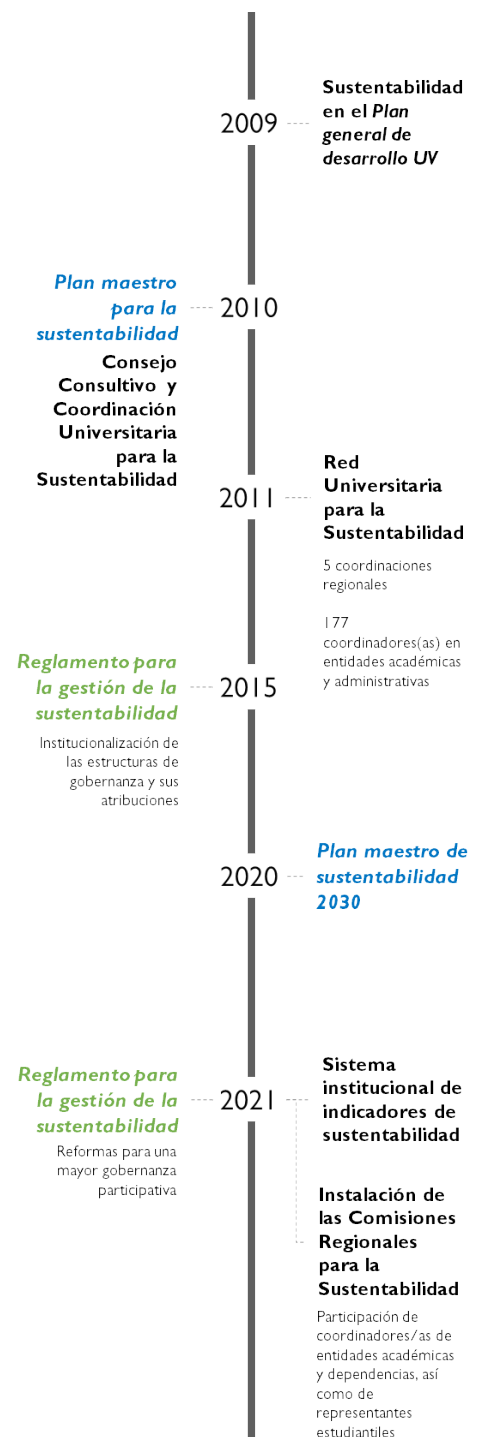 2009
Sustentabilidad
en el Plan
general de
desarrollo UV
Plan maestro
para la
sustentabilidad
2010
Consejo
Consultivo y
Coordinación
Universitaria
para la
Sustentabilidad
2011
Red
Universitaria
para la
Sustentabilidad
5 coordinaciones
regionales
177
coordinadores(as) en
entidades académicas
y administrativas
Reglamento para
la gestión de la
sustentabilidad
2015
Institucionalización de
las estructuras de
gobernanza y sus
atribuciones
2020
Plan maestro de
sustentabilidad
2030
Reglamento para
la gestión de la
sustentabilidad
2021
Reformas para una
mayor gobernanza
participativa
Sistema
institucional de
indicadores de
sustentabilidad
Instalación de
las Comisiones
Regionales
para la
Sustentabilidad
Participación de
coordinadores/as de
entidades académicas
y dependencias, así
como de
representantes
estudiantiles